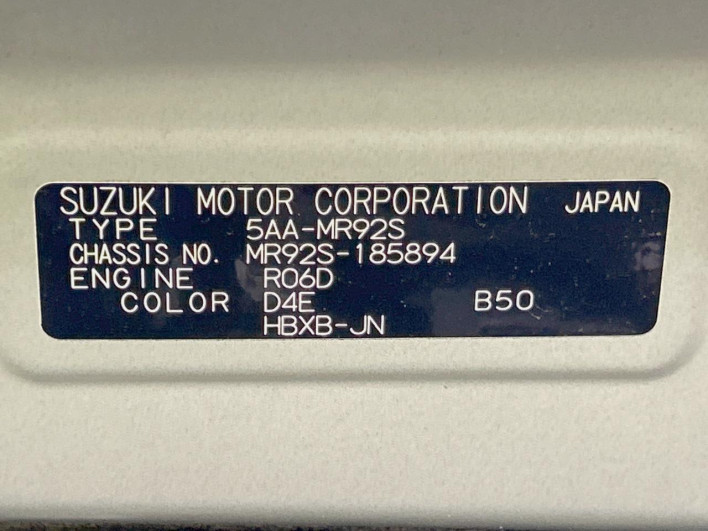 SUZUKI MOTOR CORPORATION JAPAN
TYPE 5AA-MR92S
CHASSIS NO. MR92S-185894
ENGINE R06D
COLOR D4E B50
HBXB-JN